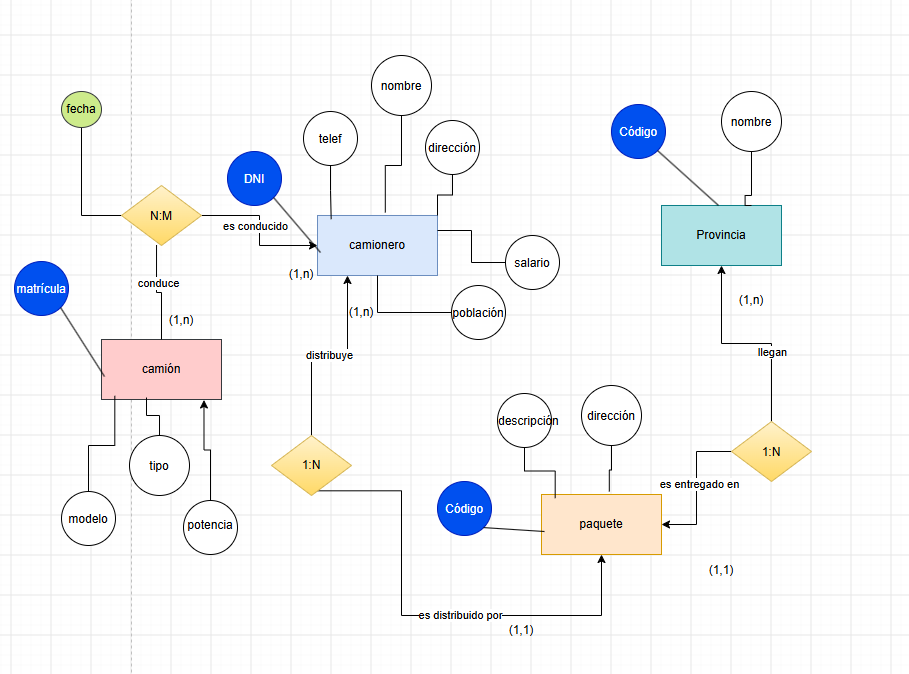 nombre
fecha
nombre
Código
telef
dirección
DNI
N:M
es conducido
camionero
Provincia
salario
(1,n)
conduce
matrícula
(1,n)
(1,n)
población
(1,n)
distribuye
llegan
camión
descripción
dirección
1:N
tipo
1:N
es entregado en
Código
modelo
potencia
paquete
(1,1)
es distribuido por
(1,1)